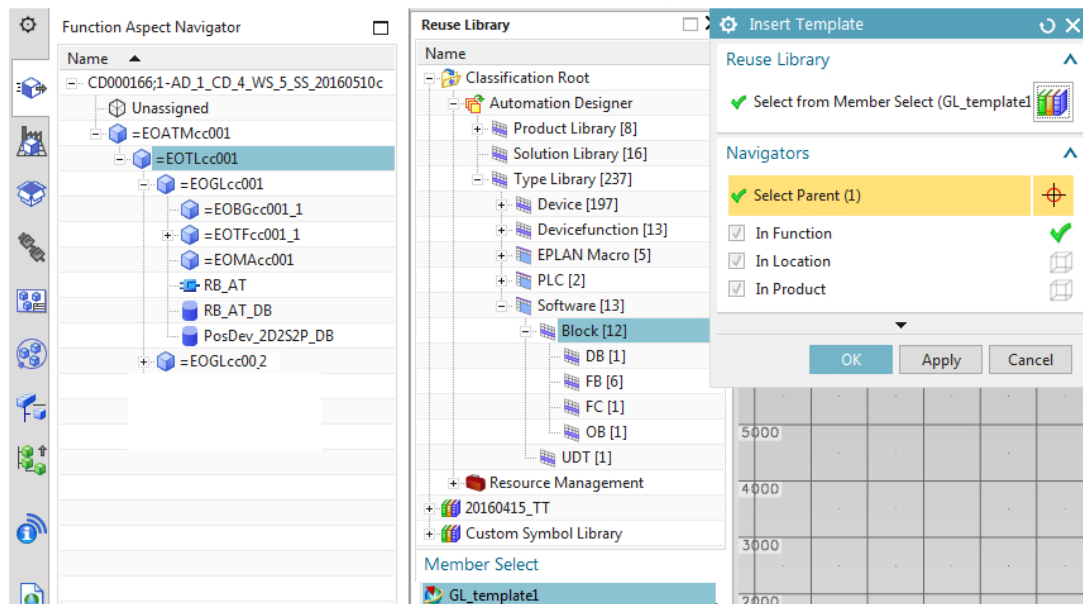 Function Aspect Navigator
Name
CD000166;1-AD_1_CD_4_WS_5_SS_20160510c
Unassigned
=EOATMcc001
=EOTLcc001
=EOGLcc001
=EOBGcc001_1
=EOTFcc001_1
=EOMAcc001
RB_AT
RB_AT_DB
PosDev_2D2S2P_DB
=EOGLcc00,2
Reuse Library
Name
Classification Root
Automation Designer
Product Library [8]
Solution Library [16]
Type Library [237]
Device [197]
Devicefunction [13]
EPLAN Macro [5]
PLC [2]
Software [13]
Block [12]
DB [1]
FB [6]
FC [1]
OB [1]
UDT [1]
Resource Management
20160415_TT
Custom Symbol Library
Member Select
GL_template1
Insert Template
Reuse Library
Select from Member Select (GL_template1
Navigators
Select Parent (1)
In Function
In Location
In Product
OK Apply Cancel
5000
4000
3000
2000